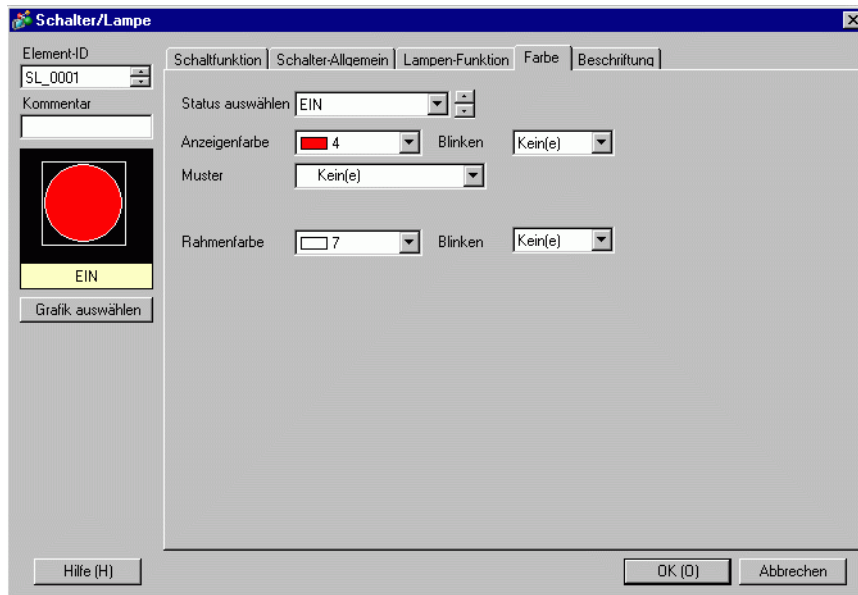 Schalter/Lampe
Element-ID
SL_0001
Kommentar
EIN
Grafik auswählen
Schaltfunktion
Schalter-Allgemein
Lampen-Funktion
Farbe
Beschriftung
Status auswählen EIN
Anzeigenfarbe 4 Blinken Kein(e)
Muster Kein(e)
Rahmenfarbe 7 Blinken Kein(e)
Hilfe (H)
OK (O)
Abbrechen